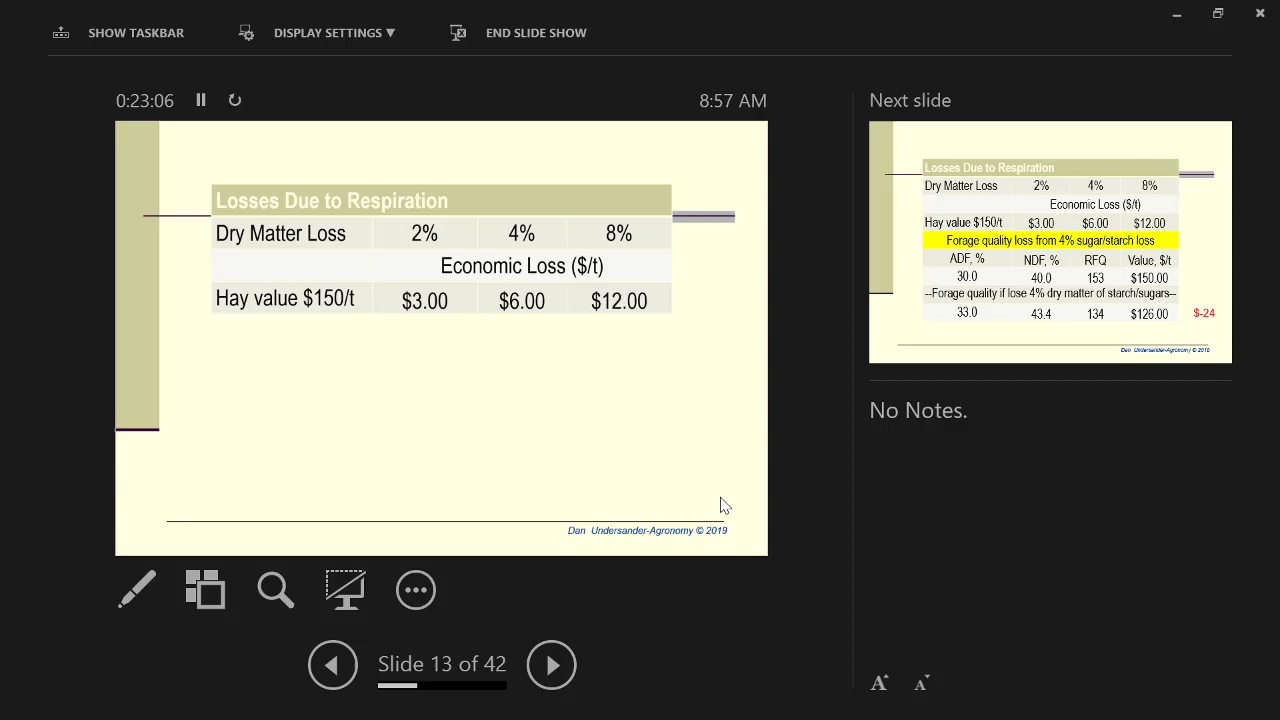 SHOW TASKBAR
DISPLAY SETTINGS ▼
END SLIDE SHOW
0:23:06
8:57 AM
Losses Due to Respiration
Dry Matter Loss 2% 4% 8%
Economic Loss ($/t)
Hay value $150/t $3.00 $6.00 $12.00
Dan Undersander-Agronomy © 2019
Slide 13 of 42
Next slide
Losses Due to Respiration
Dry Matter Loss 2% 4% 8%
Economic Loss ($/t)
Hay value $150/t $3.00 $6.00 $12.00
Forage quality loss from 4% sugar/starch loss
ADF, % NDF, % RFQ Value, $/t
30.0 40.0 153 $150.00
--Forage quality if lose 4% dry matter of starch/sugars--
33.0 43.4 134 $126.00 $-24
Dan Undersander-Agronomy © 2019
No Notes.
A A